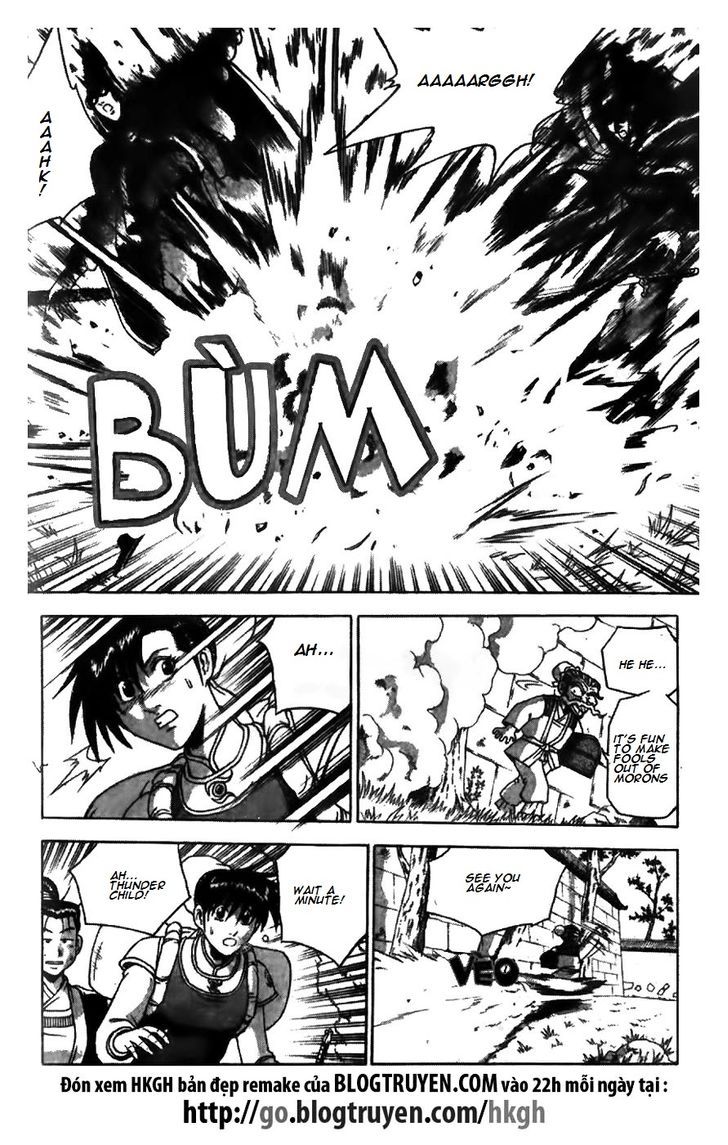 AAAAARGGH!
A
A
A
H
K
!
BÙM
AH...
HE HE...
IT'S FUN
TO MAKE
FOOLS
OUT OF
MORONS
AH...
THUNDER
CHILD!
WAIT A
MINUTE!
SEE YOU
AGAIN~
VÈO
Đón xem HKGH bản đẹp remake của BLOGTRUYEN.COM vào 22h mỗi ngày tại :
http://go.blogtruyen.com/hkgh